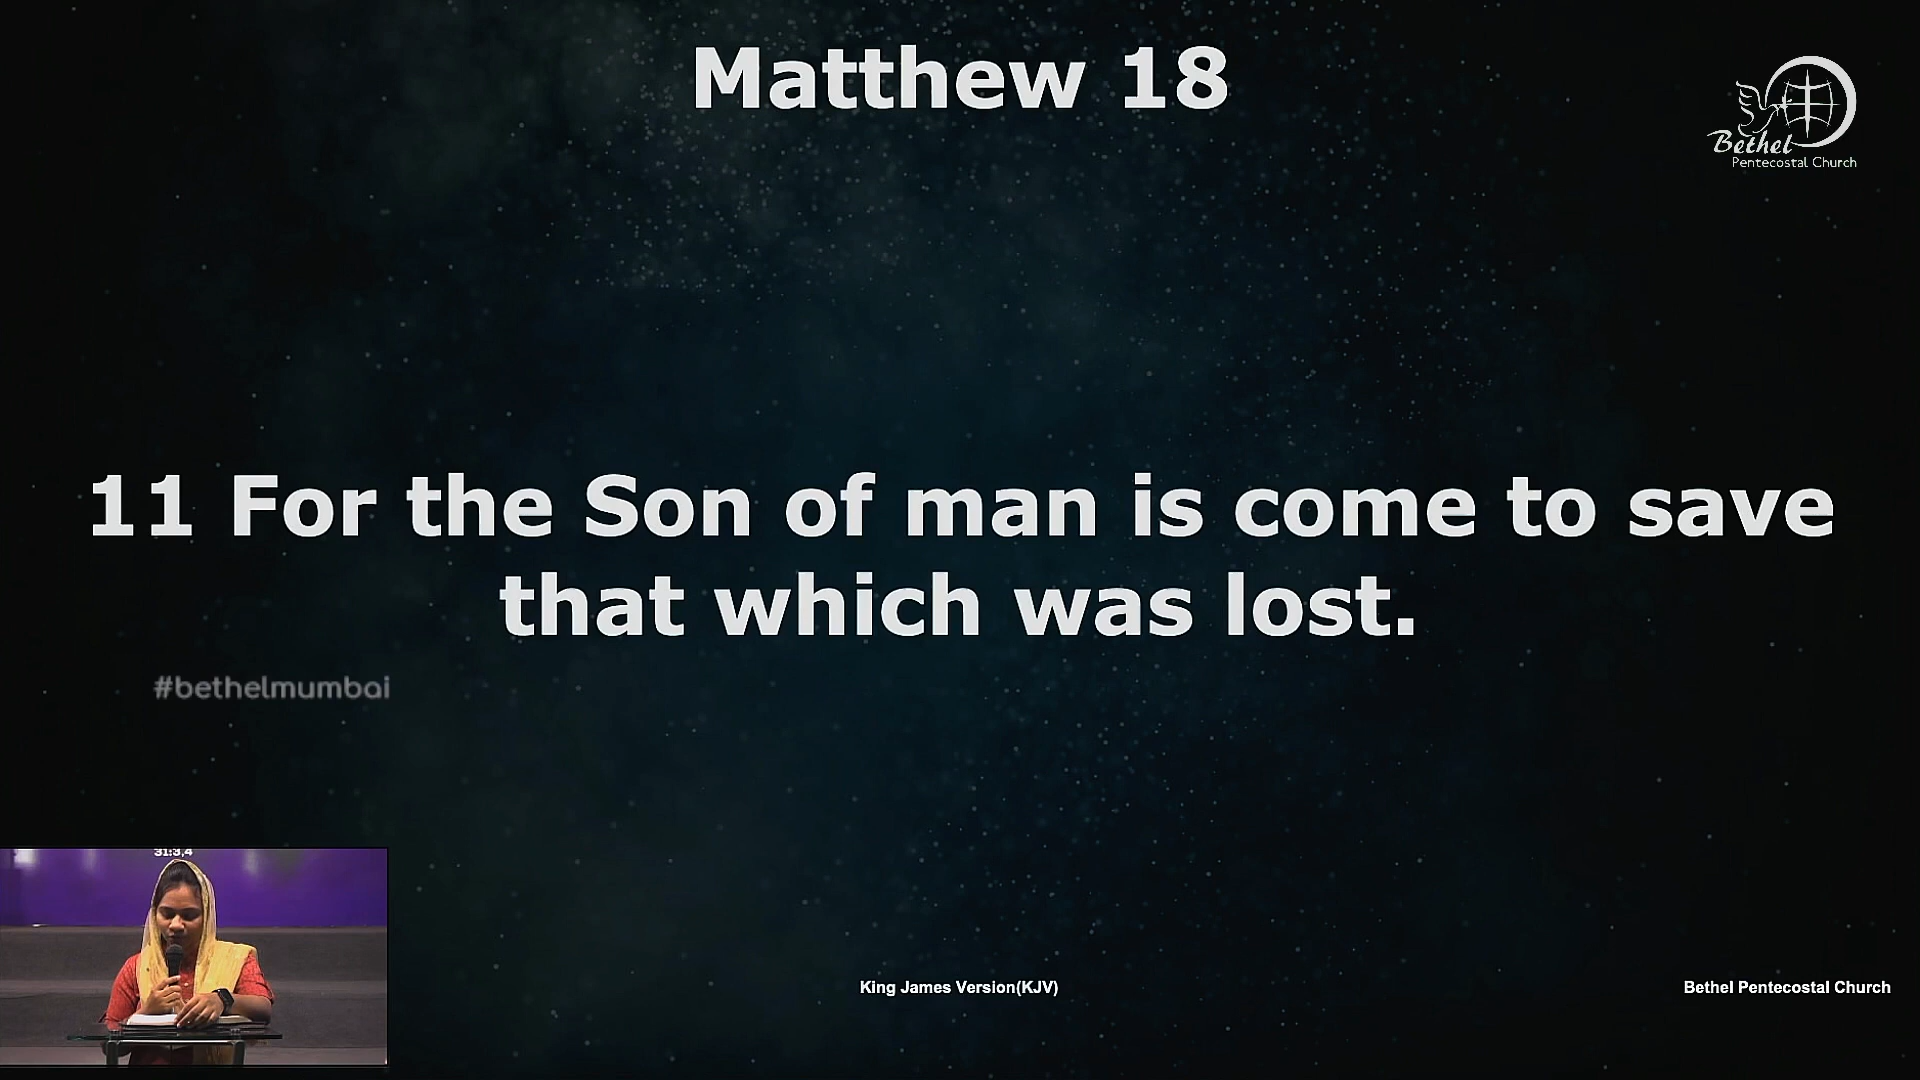 Matthew 18
Bethel
Pentecostal Church
11 For the Son of man is come to save
that which was lost.
#bethelmumbai
31:3,4
King James Version(KJV)
Bethel Pentecostal Church